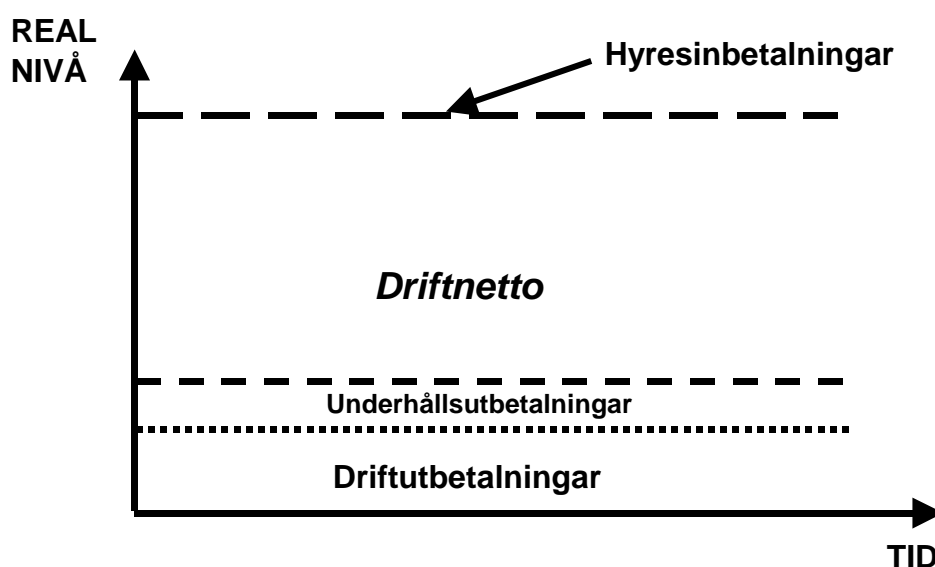 REAL
NIVÅ
Hyresinbetalningar
Driftnetto
Underhållsutbetalningar
Driftutbetalningar
TID